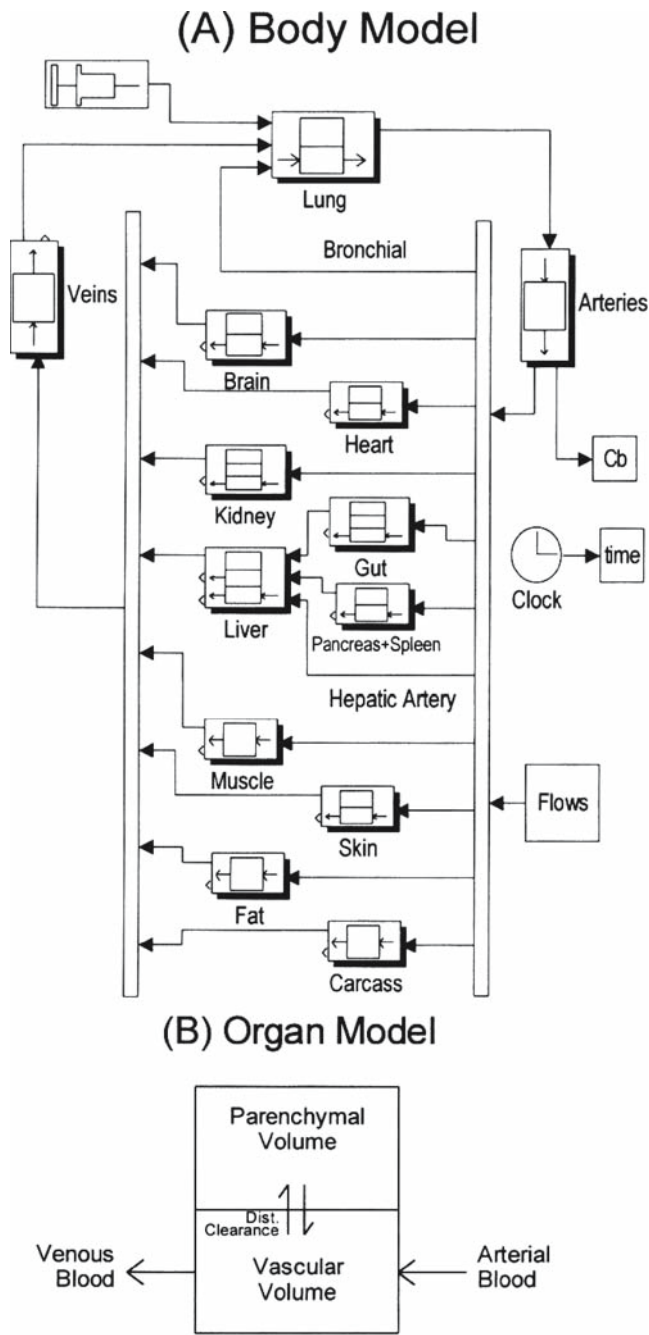 (A) Body Model
Lung
Bronchial
Veins
Arteries
Brain
Heart
Cb
Kidney
Gut
time
Clock
Liver
Pancreas+Spleen
Hepatic Artery
Muscle
Flows
Skin
Fat
Carcass
(B) Organ Model
Parenchymal
Volume
Dist.
Clearance
Venous
Blood
Vascular
Volume
Arterial
Blood